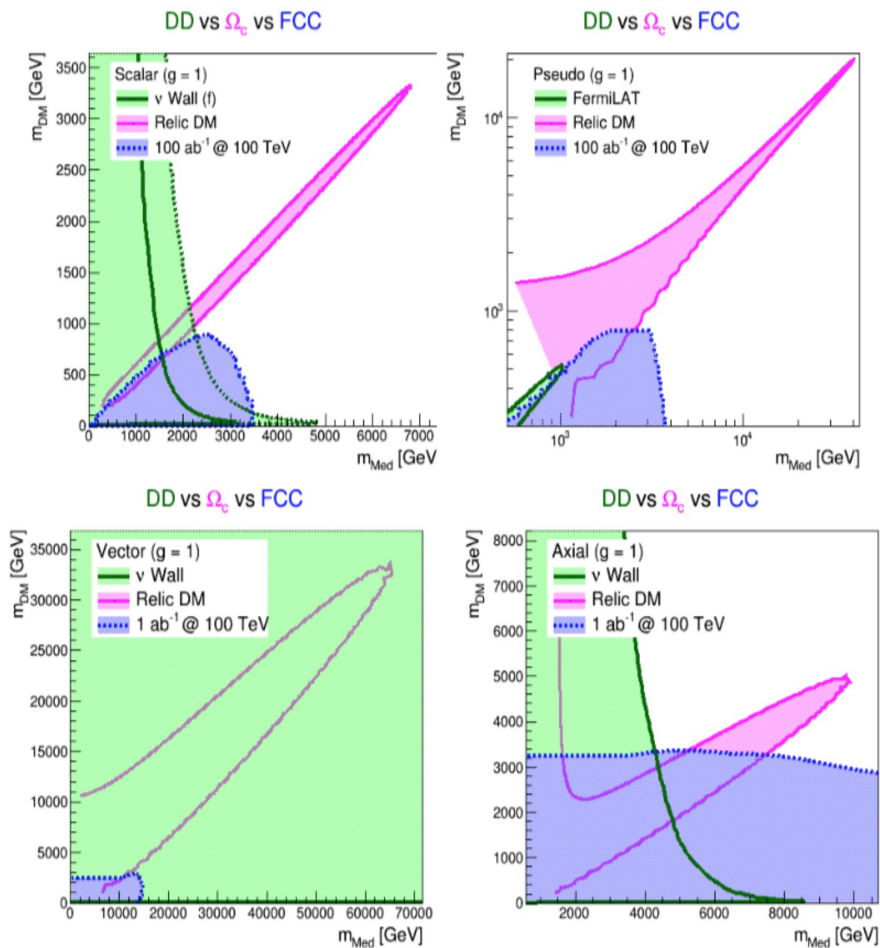 DD vs Ωc vs FCC
mDM [GeV]
3500
3000
2500
2000
1500
1000
500
0
Scalar (g = 1)
ν Wall (f)
Relic DM
100 ab⁻¹ @ 100 TeV
0 1000 2000 3000 4000 5000 6000 7000
mMed [GeV
DD vs Ωc vs FCC
mDM [GeV]
10⁴
10³
Pseudo (g = 1)
FermiLAT
Relic DM
100 ab⁻¹ @ 100 TeV
10³ 10⁴
mMed [GeV]
DD vs Ωc vs FCC
mDM [GeV]
35000
30000
25000
20000
15000
10000
5000
0
Vector (g = 1)
ν Wall
Relic DM
1 ab⁻¹ @ 100 TeV
0 10000 20000 30000 40000 50000 60000 70000
mMed [GeV]
DD vs Ωc vs FCC
mDM [GeV]
8000
7000
6000
5000
4000
3000
2000
1000
0
Axial (g = 1)
ν Wall
Relic DM
1 ab⁻¹ @ 100 TeV
2000 4000 6000 8000 10000
mMed [GeV]